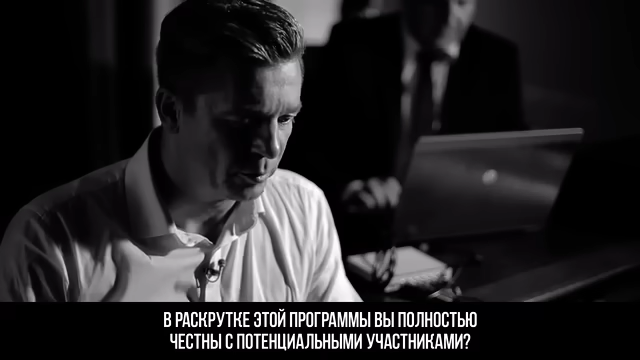 В РАСКРУТКЕ ЭТОЙ ПРОГРАММЫ ВЫ ПОЛНОСТЬЮ
ЧЕСТНЫ С ПОТЕНЦИАЛЬНЫМИ УЧАСТНИКАМИ?